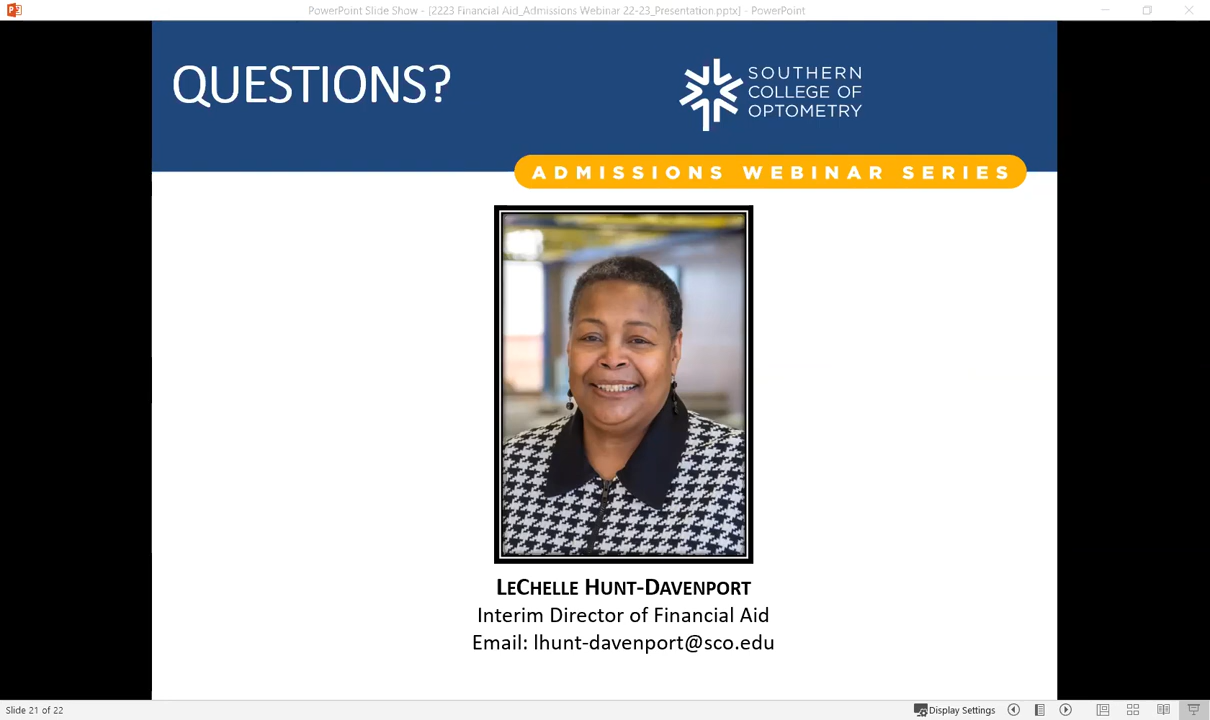 PowerPoint Slide Show - [2223 Financial Aid_Admissions Webinar 22-23_Presentation.pptx] - PowerPoint
QUESTIONS?
SOUTHERN
COLLEGE OF
OPTOMETRY
ADMISSIONS WEBINAR SERIES
LECHELLE HUNT-DAVENPORT
Interim Director of Financial Aid
Email: lhunt-davenport@sco.edu
Slide 21 of 22
Display Settings